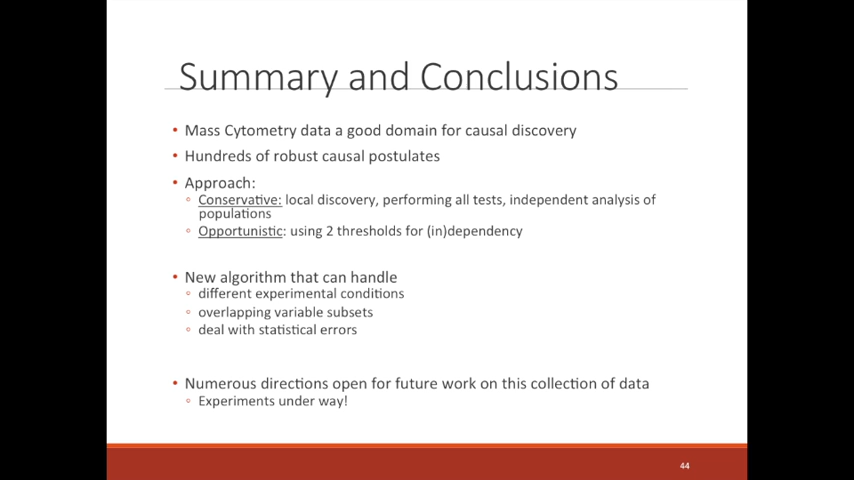 Summary and Conclusions
• Mass Cytometry data a good domain for causal discovery
• Hundreds of robust causal postulates
• Approach:
◦ Conservative: local discovery, performing all tests, independent analysis of
populations
◦ Opportunistic: using 2 thresholds for (in)dependency
• New algorithm that can handle
◦ different experimental conditions
◦ overlapping variable subsets
◦ deal with statistical errors
• Numerous directions open for future work on this collection of data
◦ Experiments under way!
44